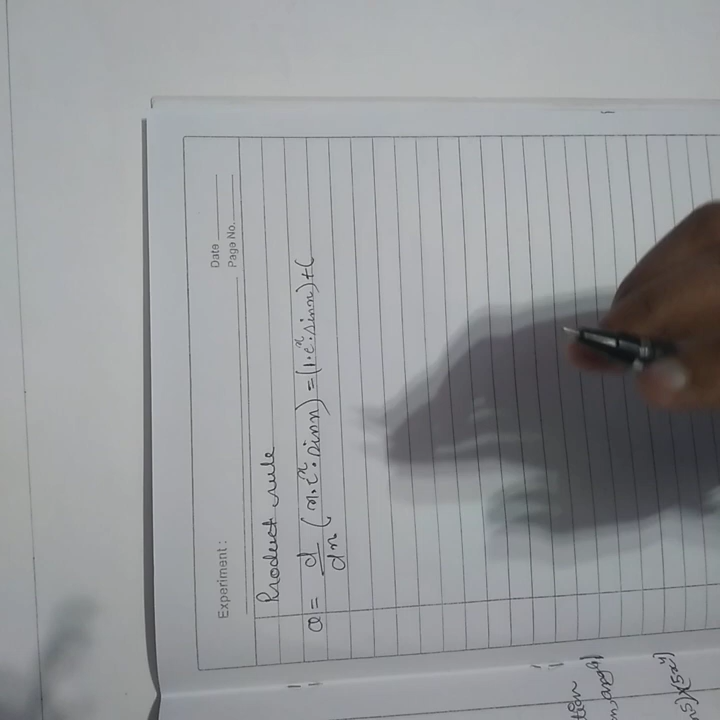 Date
Page No.
Experiment:
Product rule
Q = d/dx (x.e^x.sinx) = (1.e^x.sinx)+(